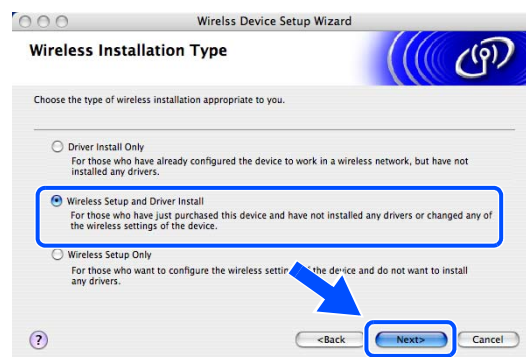 Wirelss Device Setup Wizard
Wireless Installation Type
Choose the type of wireless installation appropriate to you.
Driver Install Only
For those who have already configured the device to work in a wireless network, but have not
installed any drivers.
Wireless Setup and Driver Install
For those who have just purchased this device and have not installed any drivers or changed any of
the wireless settings of the device.
Wireless Setup Only
For those who want to configure the wireless settin the device and do not want to install
any drivers.
?
<Back
Next>
Cancel